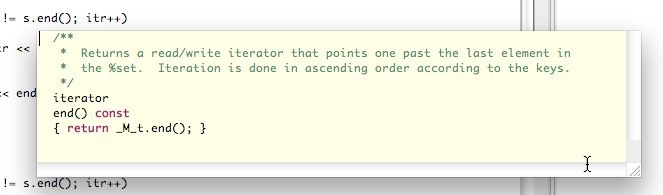 != s.end(); itr++)
/**
 *  Returns a read/write iterator that points one past the last element in
 *  the %set.  Iteration is done in ascending order according to the keys.
 */
iterator
end() const
{ return _M_t.end(); }
r <<
<< end
!= s.end(); itr++)